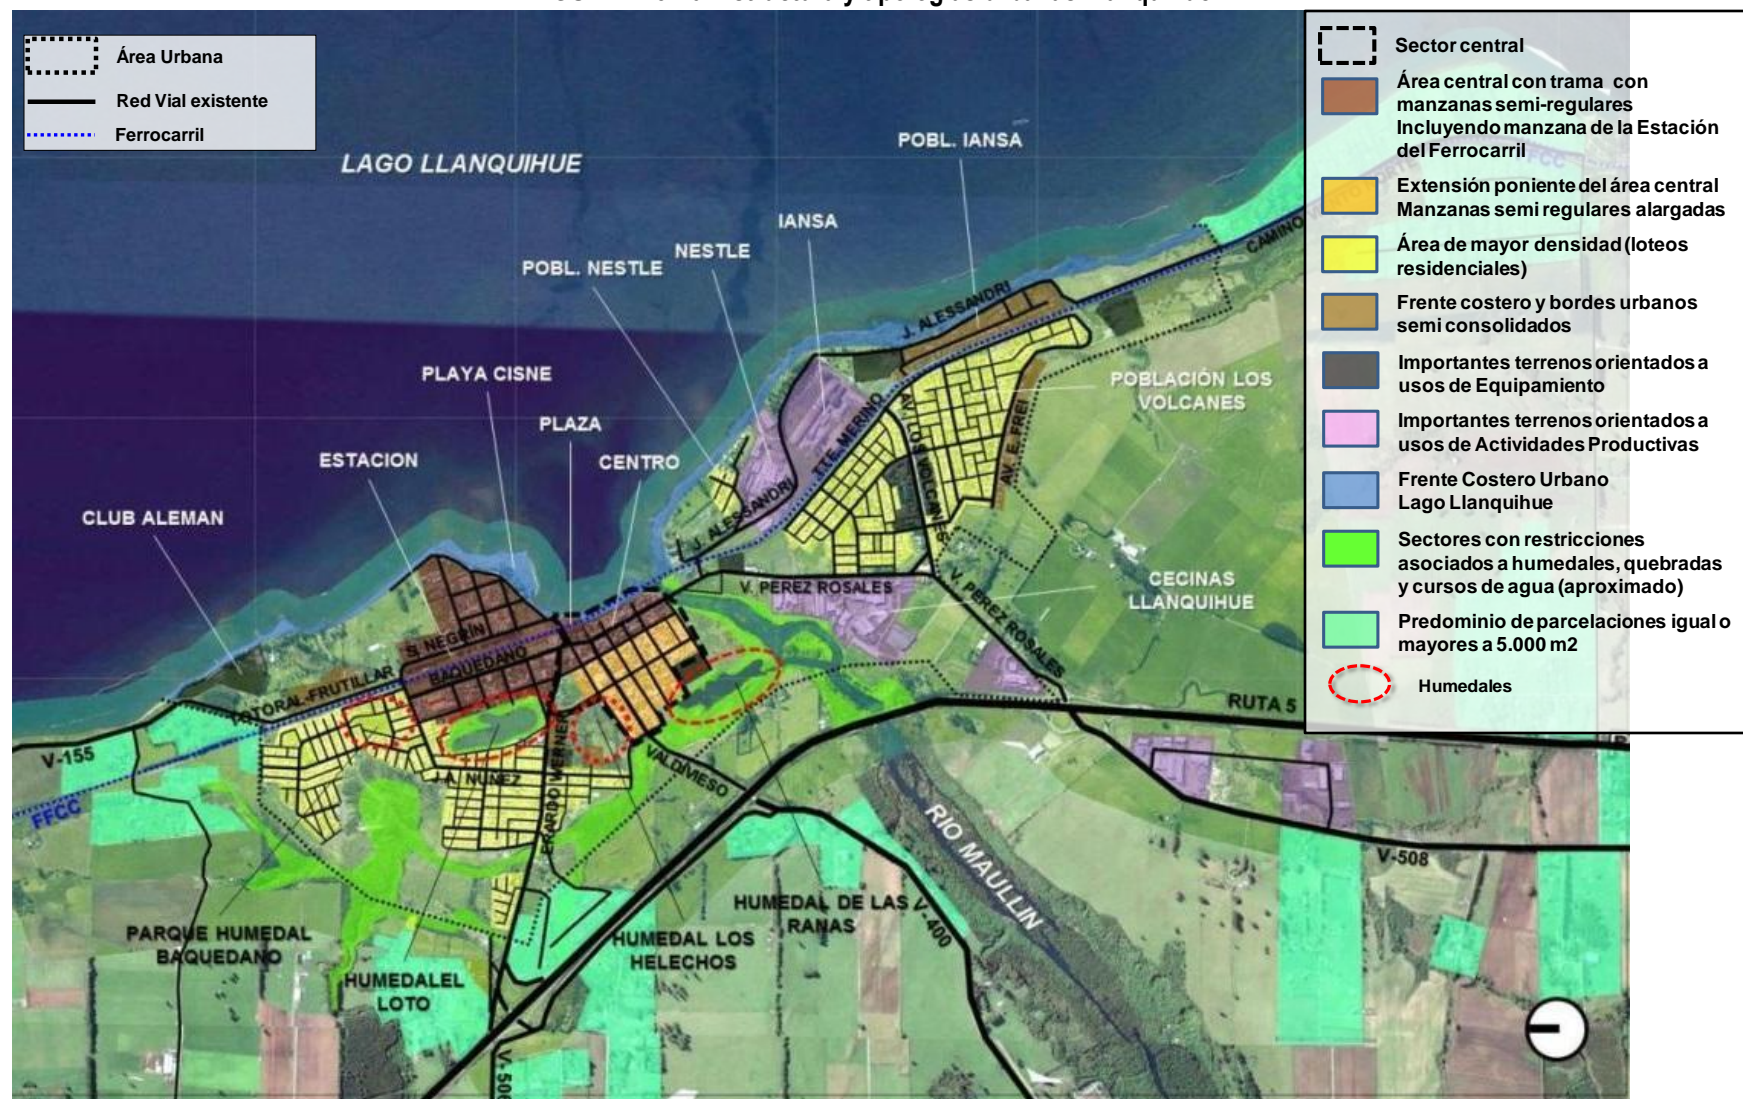 Área Urbana
Red Vial existente
Ferrocarril
LAGO LLANQUIHUE
POBL. IANSA
IANSA
NESTLE
POBL. NESTLE
PLAYA CISNE
PLAZA
ESTACION
CENTRO
CLUB ALEMAN
J. ALESSANDRI
CAMINO
FFCC
POBLACIÓN LOS
VOLCANES
AV. LOS VOLCANES
AV. E. FREI
TTE. MERINO
J. ALESSANDRI
V. PEREZ ROSALES
CECINAS
LLANQUIHUE
V. PEREZ ROSALES
S. NEGRÍN
BAQUEDANO
TOTORAL-FRUTILLAR
V-155
FFCC
J.A. NUÑEZ
ERARDO WERNER
VALDIVIESO
RUTA 5
RIO MAULLIN
V-508
V-400
HUMEDAL DE LAS
RANAS
HUMEDAL LOS
HELECHOS
PARQUE HUMEDAL
BAQUEDANO
HUMEDALEL
LOTO
Sector central
Área central con trama con
manzanas semi-regulares
Incluyendo manzana de la Estación
del Ferrocarril
Extensión poniente del área central
Manzanas semi regulares alargadas
Área de mayor densidad (loteos
residenciales)
Frente costero y bordes urbanos
semi consolidados
Importantes terrenos orientados a
usos de Equipamiento
Importantes terrenos orientados a
usos de Actividades Productivas
Frente Costero Urbano
Lago Llanquihue
Sectores con restricciones
asociados a humedales, quebradas
y cursos de agua (aproximado)
Predominio de parcelaciones igual o
mayores a 5.000 m2
Humedales